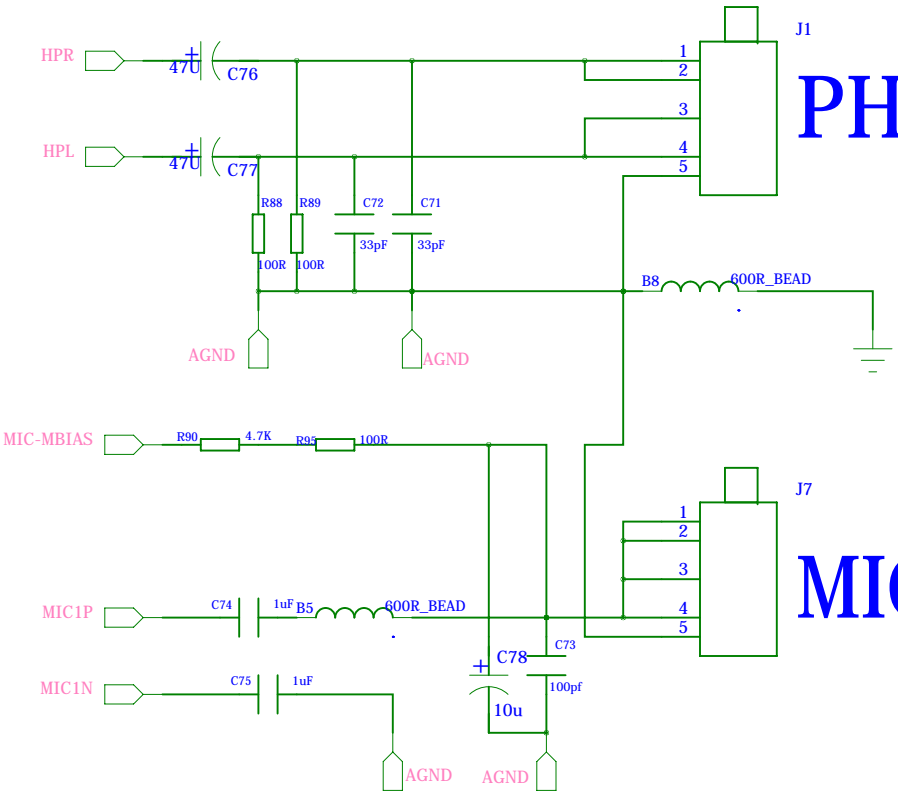 J1
HPR
+
47U
C76
1
2
3
4
5
PH
HPL
+
47U
C77
R88
R89
C72
C71
33pF
33pF
100R
100R
B8
600R_BEAD
AGND
AGND
MIC-MBIAS
R90
4.7K
R95
100R
J7
1
2
3
4
5
MIC
MIC1P
C74
1uF
B5
600R_BEAD
+
C78
C73
MIC1N
C75
1uF
100pf
10u
AGND
AGND